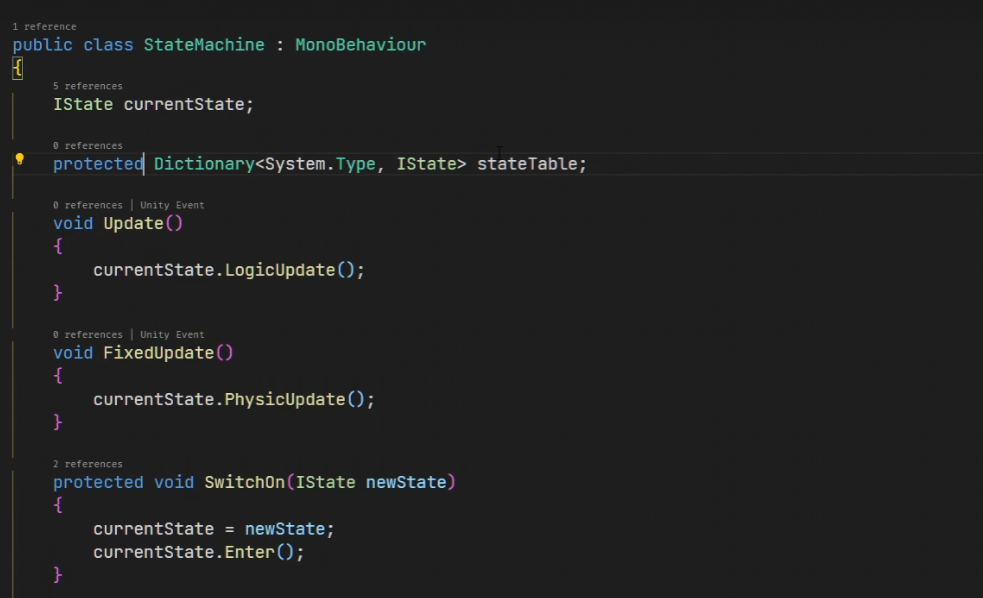 1 reference
public class StateMachine : MonoBehaviour
{
5 references
IState currentState;
0 references
protected Dictionary<System.Type, IState> stateTable;
0 references | Unity Event
void Update()
{
currentState.LogicUpdate();
}
0 references | Unity Event
void FixedUpdate()
{
currentState.PhysicUpdate();
}
2 references
protected void SwitchOn(IState newState)
{
currentState = newState;
currentState.Enter();
}